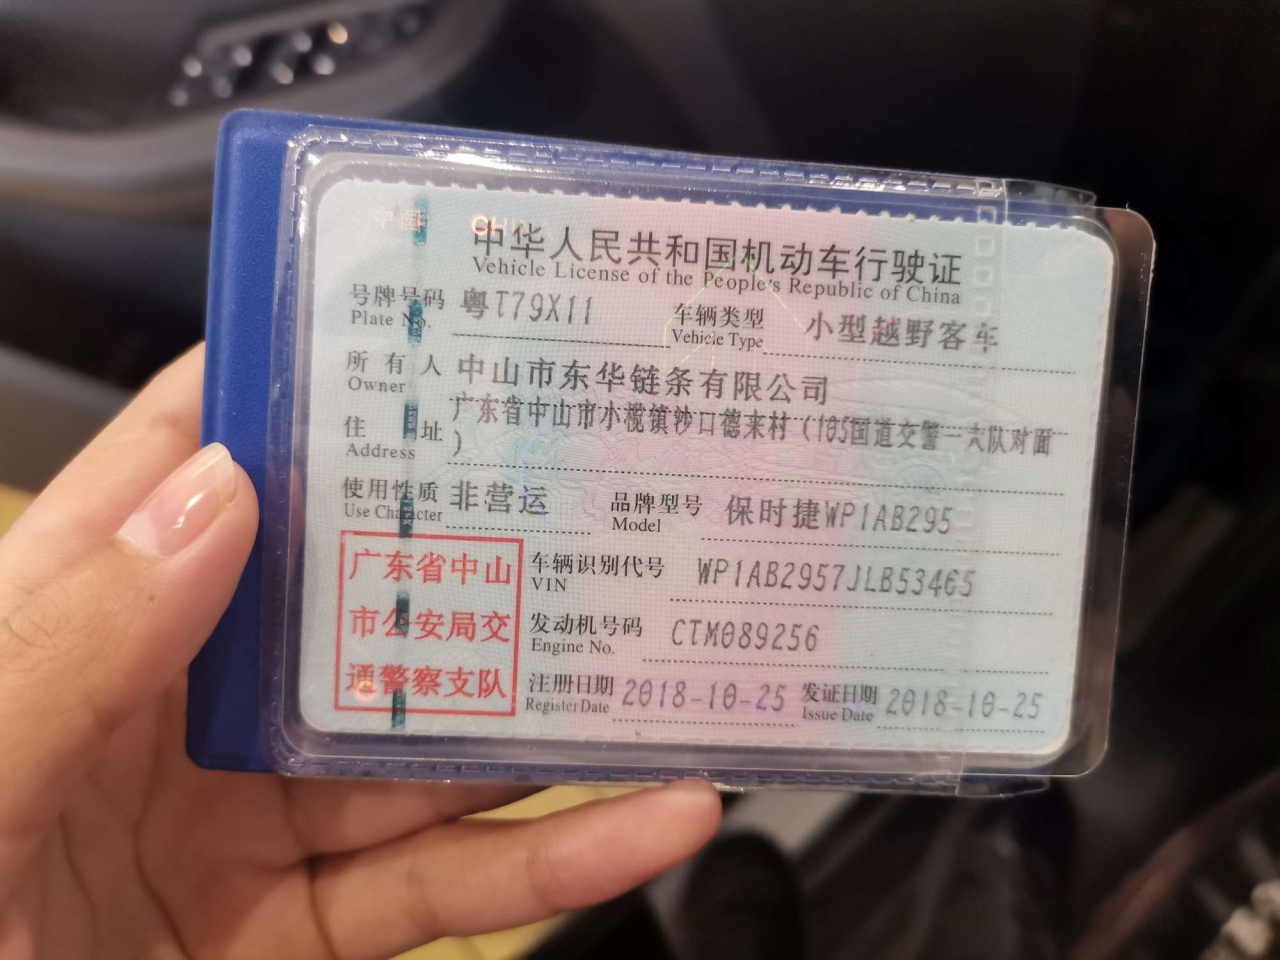 中国 CHI
中华人民共和国机动车行驶证
Vehicle License of the People's Republic of China
号牌号码 粤T79X11 车辆类型 小型越野客车
Plate No. Vehicle Type
所有人 中山市东华链条有限公司
Owner
住址 广东省中山市小榄镇沙口德来村（105国道交警一大队对面
Address ）
使用性质 非营运 品牌型号 保时捷WP1AB295
Use Character Model
广东省中山
市公安局交
通警察支队
车辆识别代号 WP1AB2957JLB53465
VIN
发动机号码 CTM089256
Engine No.
注册日期 2018-10-25 发证日期 2018-10-25
Register Date Issue Date